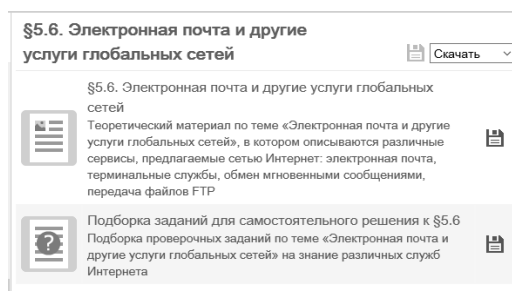 §5.6. Электронная почта и другие
услуги глобальных сетей
Скачать
§5.6. Электронная почта и другие услуги глобальных
сетей
Теоретический материал по теме «Электронная почта и другие
услуги глобальных сетей», в котором описываются различные
сервисы, предлагаемые сетью Интернет: электронная почта,
терминальные службы, обмен мгновенными сообщениями,
передача файлов FTP
Подборка заданий для самостоятельного решения к §5.6
Подборка проверочных заданий по теме «Электронная почта и
другие услуги глобальных сетей» на знание различных служб
Интернета